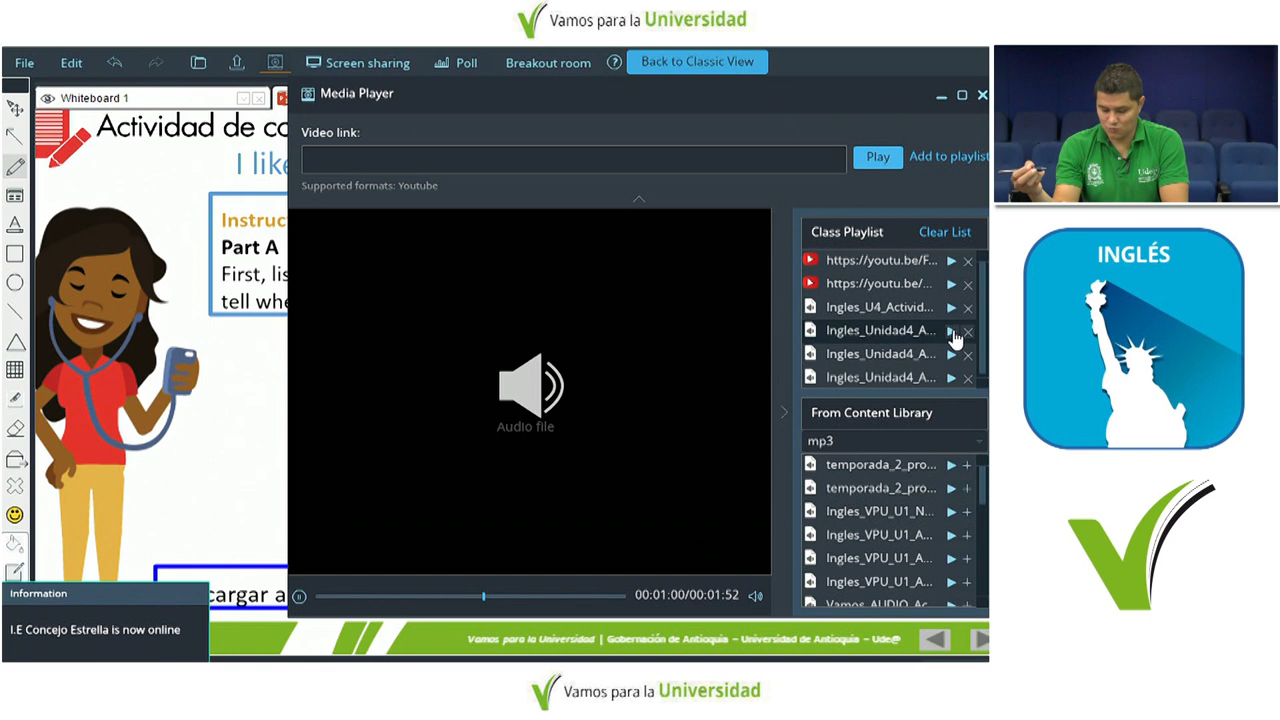 Vamos para la Universidad
File Edit Screen sharing Poll Breakout room ? Back to Classic View
Whiteboard 1
Media Player
Actividad de co
I like
Video link:
Play Add to playlist
Supported formats: Youtube
Instruc
Part A
First, lis
tell whe
Class Playlist Clear List
https://youtu.be/F...
https://youtu.be/...
Ingles_U4_Activid...
Ingles_Unidad4_A...
Ingles_Unidad4_A...
Ingles_Unidad4_A...
Audio file
From Content Library
mp3
temporada_2_pro...
temporada_2_pro...
Ingles_VPU_U1_N...
Ingles_VPU_U1_A...
Ingles_VPU_U1_A...
Ingles_VPU_U1_A...
Vamos_AUDIO_Ac...
00:01:00/00:01:52
cargar a
Information
I.E Concejo Estrella is now online
Vamos para la Universidad | Gobernación de Antioquia – Universidad de Antioquia – Ude@
INGLÉS
Vamos para la Universidad